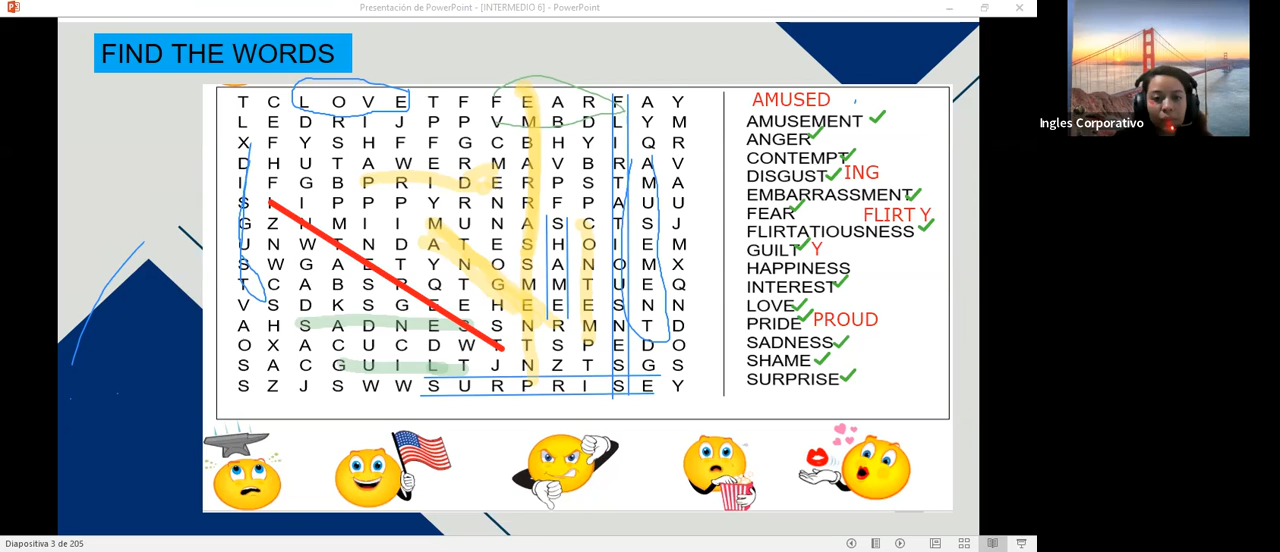 Presentación de PowerPoint - [INTERMEDIO 6] - PowerPoint
FIND THE WORDS
T C L O V E T F F E A R F A Y
L E D R I J P P V M B D L Y M
X F Y S H F F G C B H Y I Q R
D H U T A W E R M A V B R A V
I F G B P R I D E R P S T M A
S I I P P P Y R N R F P A U U
G Z N M I I M U N A S C T S J
U N W T N D A T E S H O I E M
S W G A E T Y N O S A N O M X
T C A B S R Q T G M M T U E Q
V S D K S G E E H E E E S N N
A H S A D N E S S N R M N T D
O X A C U C D W T T S P E D O
S A C G U I L T J N Z T S G S
S Z J S W W S U R P R I S E Y
AMUSED
AMUSEMENT
ANGER
CONTEMPT
DISGUST ING
EMBARRASSMENT
FEAR
FLIRT Y
FLIRTATIOUSNESS
GUILT Y
HAPPINESS
INTEREST
LOVE
PRIDE PROUD
SADNESS
SHAME
SURPRISE
Ingles Corporativo
Diapositiva 3 de 205